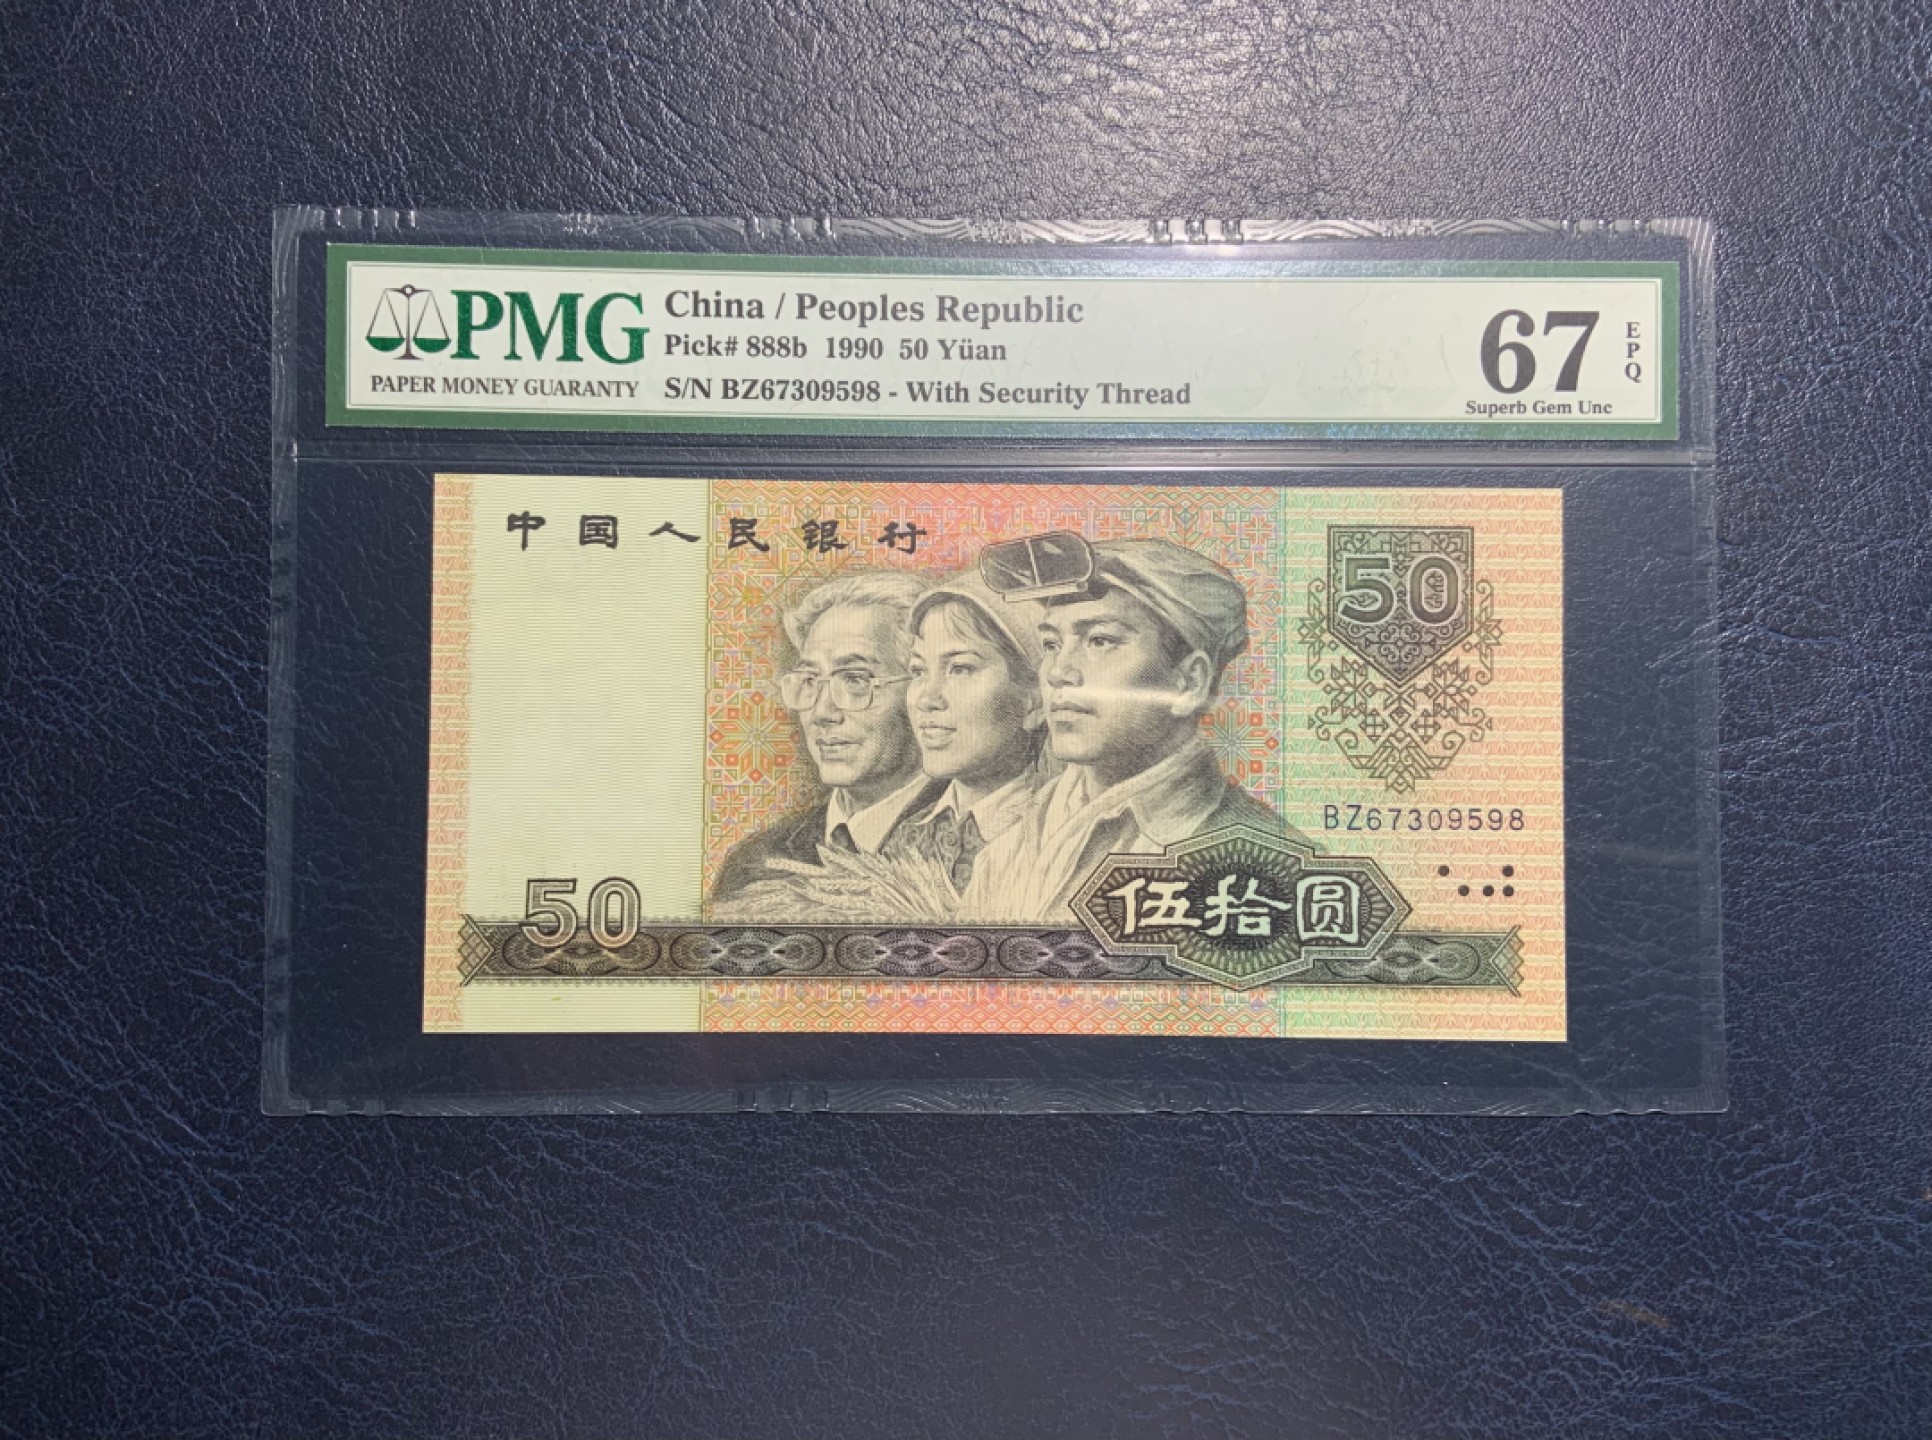 PMG
PAPER MONEY GUARANTY
China / Peoples Republic
Pick# 888b 1990 50 Yüan
S/N BZ67309598 - With Security Thread
67
EPQ
Superb Gem Unc
中国人民银行
50
BZ67309598
50
伍拾圆